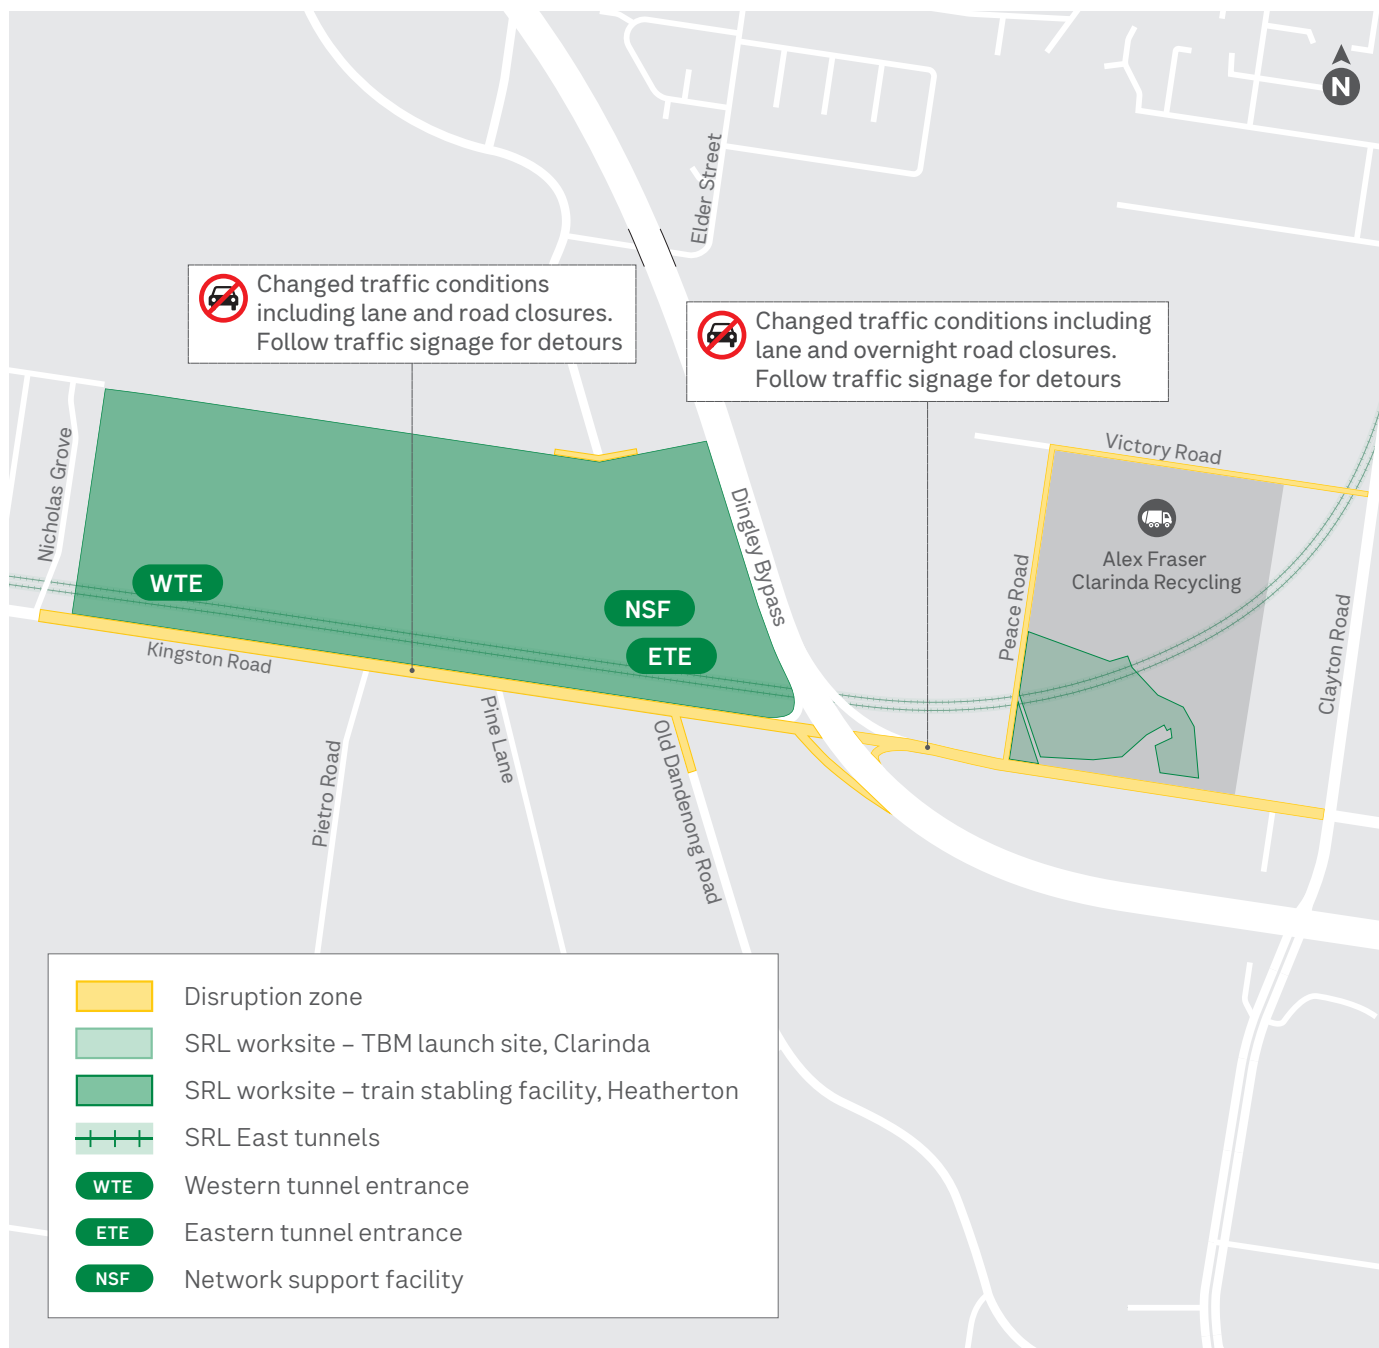 N
Elder Street
Changed traffic conditions
including lane and road closures.
Follow traffic signage for detours
Changed traffic conditions including
lane and overnight road closures.
Follow traffic signage for detours
Nicholas Grove
Victory Road
Dingley Bypass
Alex Fraser
Clarinda Recycling
WTE
NSF
ETE
Peace Road
Clayton Road
Kingston Road
Pine Lane
Old Dandenong Road
Pietro Road
Disruption zone
SRL worksite – TBM launch site, Clarinda
SRL worksite – train stabling facility, Heatherton
SRL East tunnels
WTE Western tunnel entrance
ETE Eastern tunnel entrance
NSF Network support facility